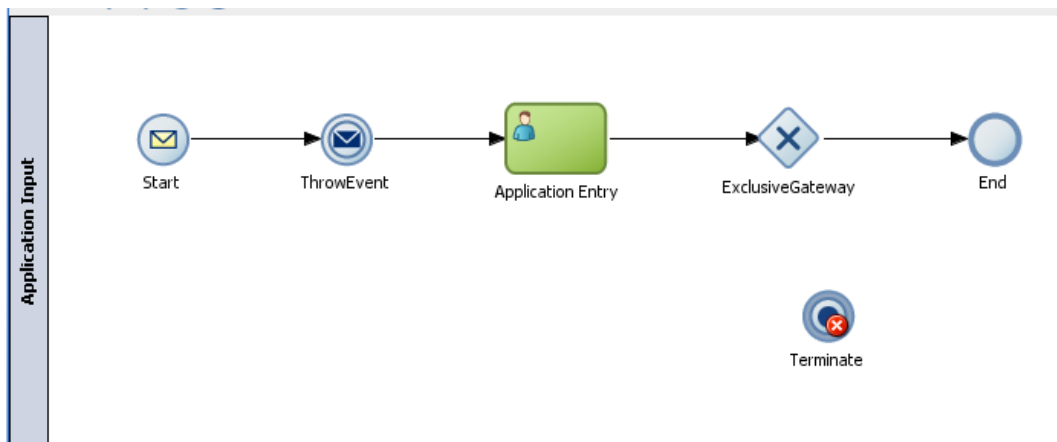 Application Input
Start
ThrowEvent
Application Entry
ExclusiveGateway
End
Terminate